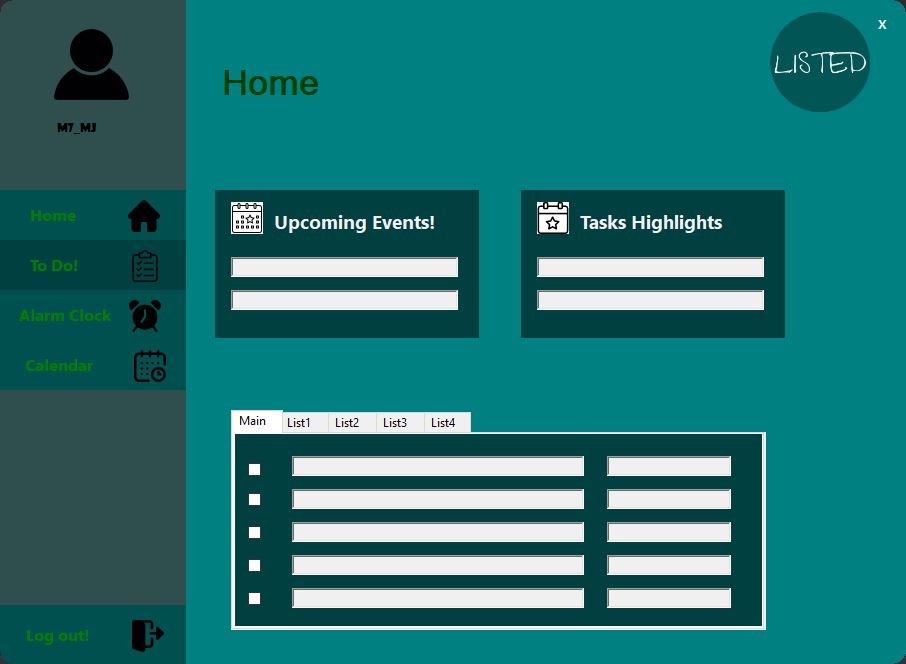 M7_MJ
Home
To Do!
Alarm Clock
Calendar
Log out!
Home
LISTED
X
Upcoming Events!
Tasks Highlights
Main List1 List2 List3 List4